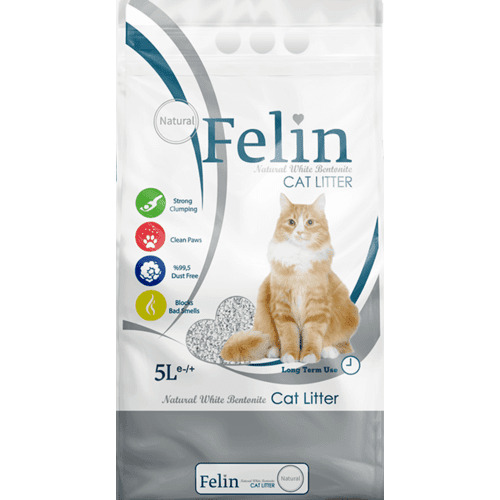 Natural
Felin
Natural White Bentonite
CAT LITTER
Strong
Clumping
Clean Paws
%99,5
Dust Free
Blocks
Bad Smells
5L e-/+
Long Term Use
Natural White Bentonite Cat Litter
Felin
Natural White Bentonite
CAT LITTER
Natural